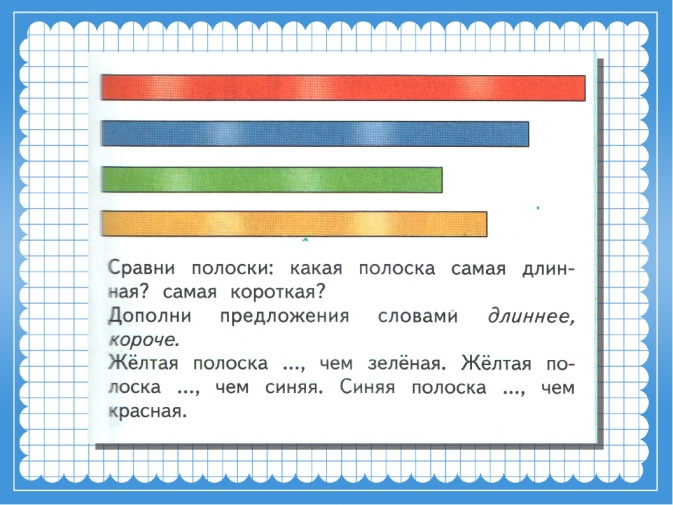 Сравни полоски: какая полоска самая длин-
ная? самая короткая?
Дополни предложения словами длиннее,
короче.
Жёлтая полоска ..., чем зелёная. Жёлтая по-
лоска ..., чем синяя. Синяя полоска ..., чем
красная.